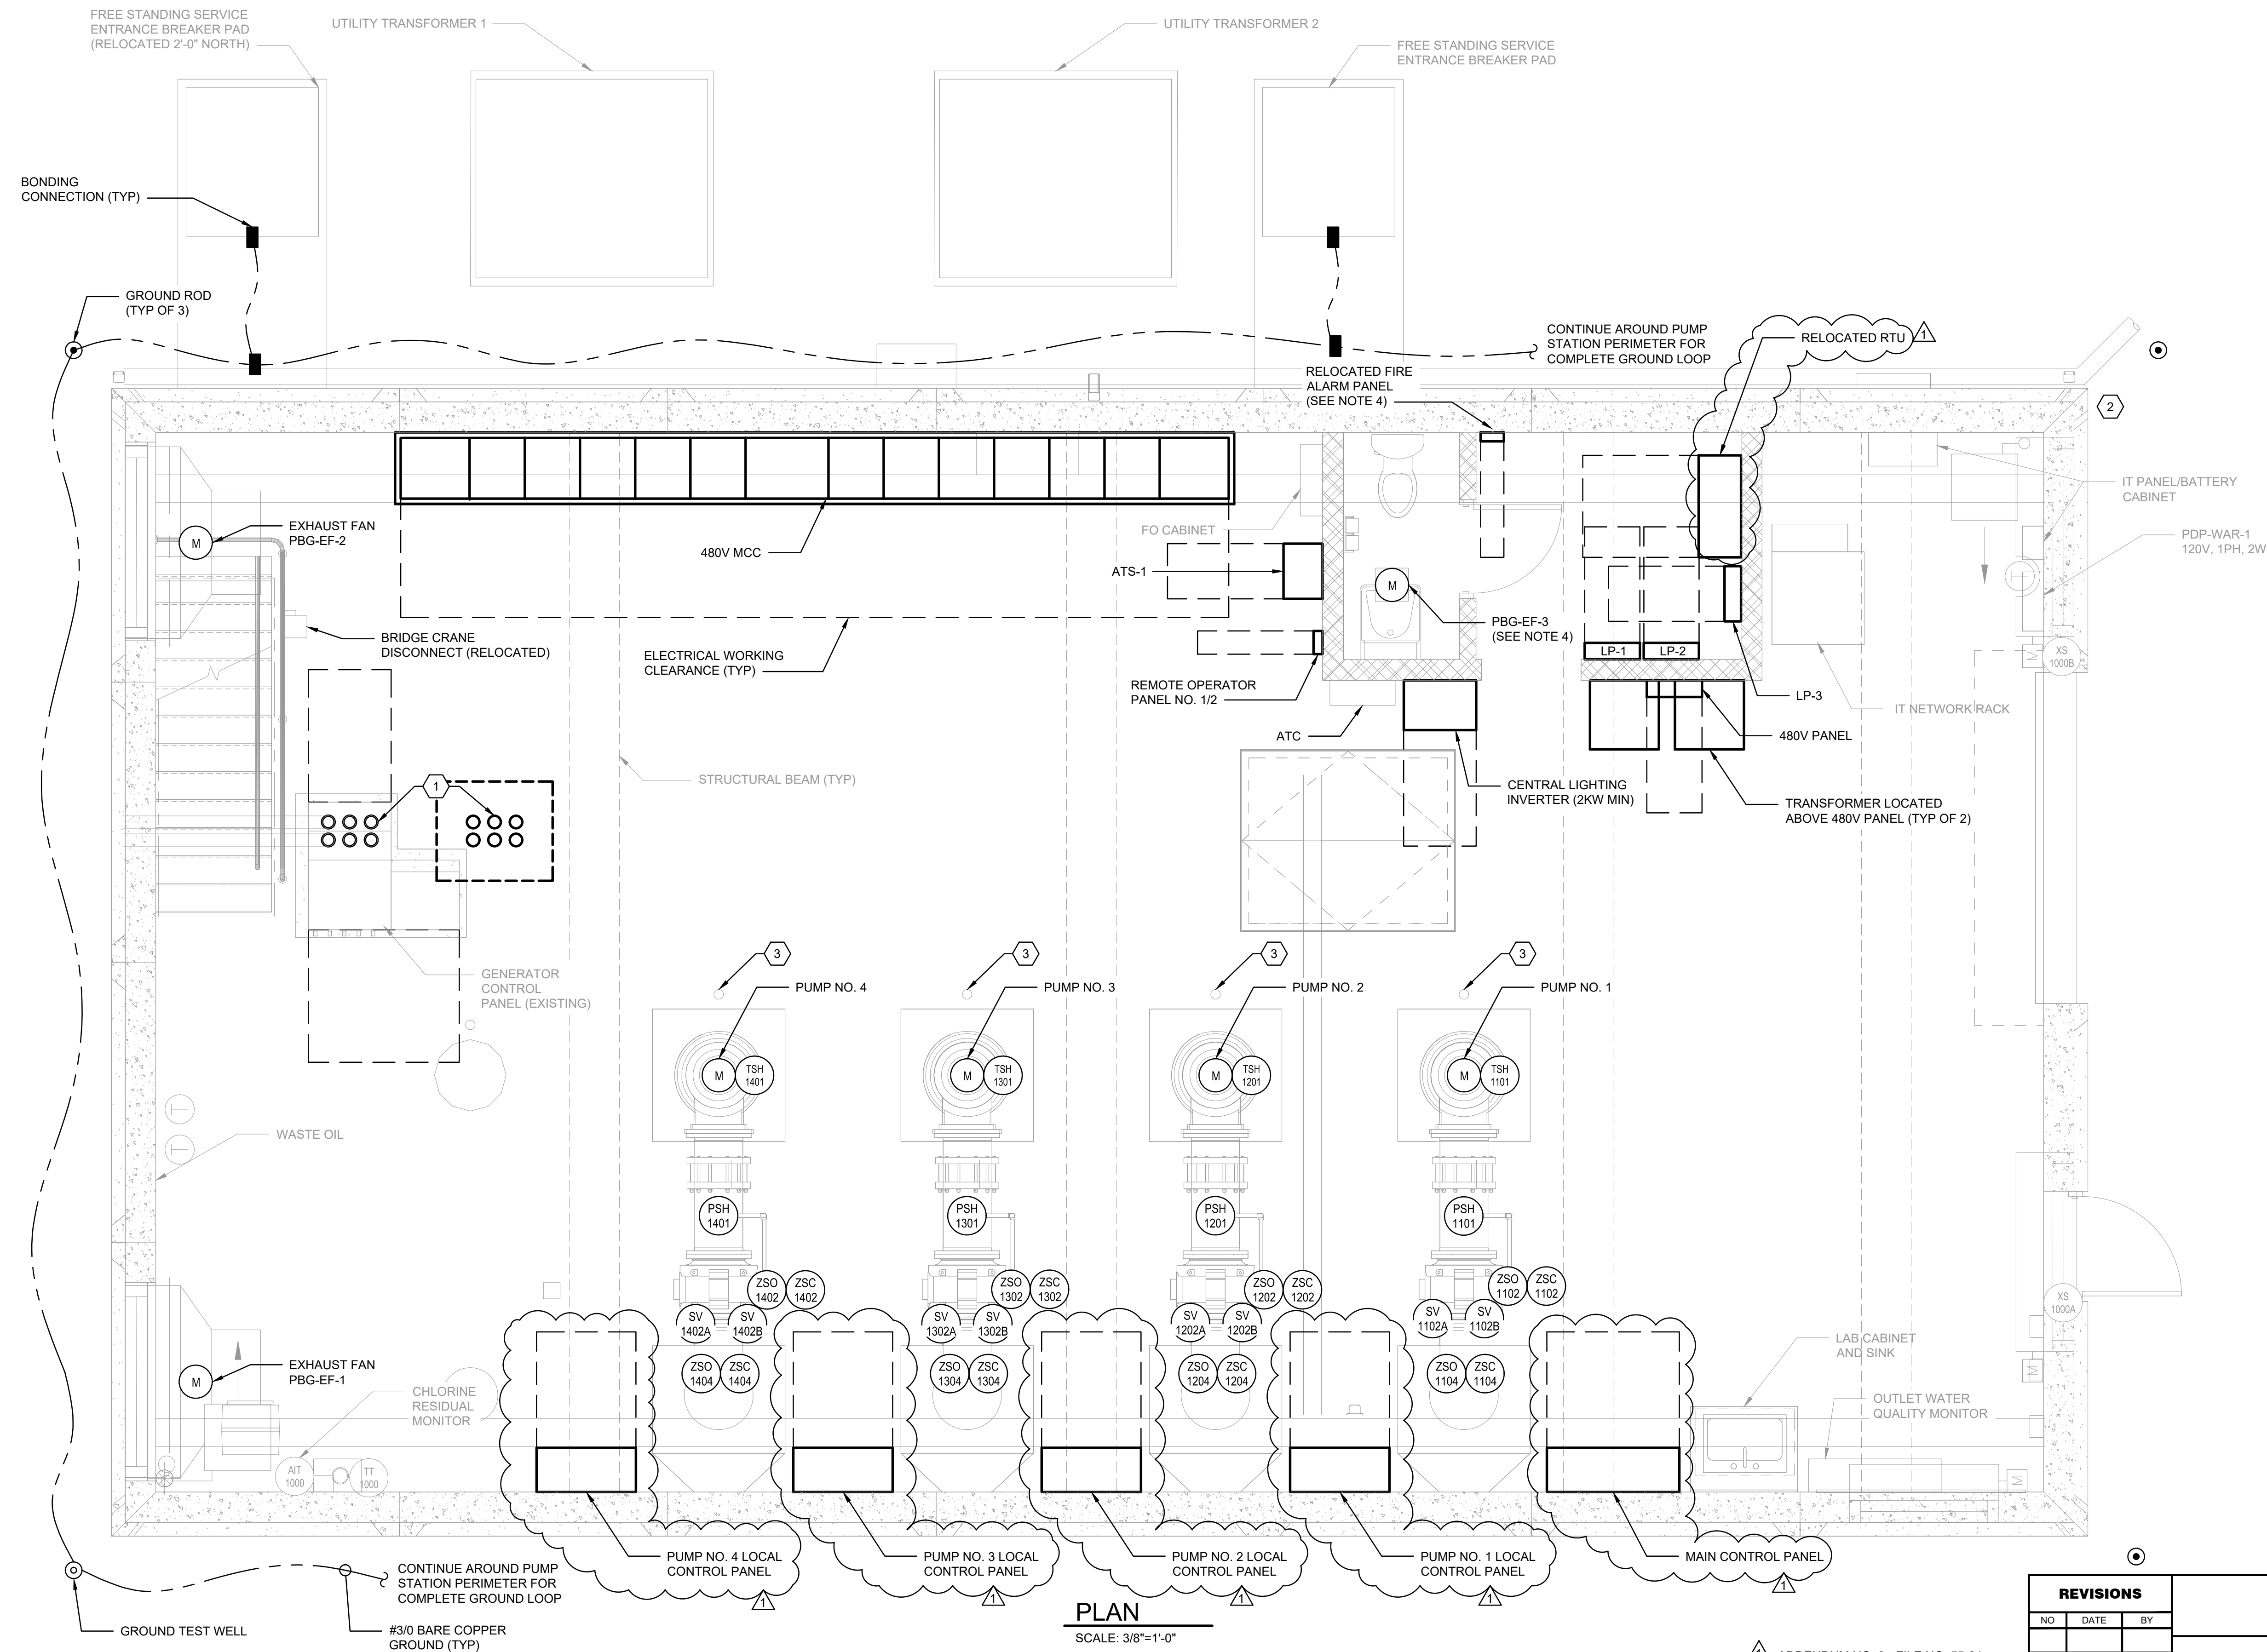 FREE STANDING SERVICE
ENTRANCE BREAKER PAD
(RELOCATED 2'-0" NORTH)
UTILITY TRANSFORMER 1
UTILITY TRANSFORMER 2
FREE STANDING SERVICE
ENTRANCE BREAKER PAD
BONDING
CONNECTION (TYP)
GROUND ROD
(TYP OF 3)
CONTINUE AROUND PUMP
STATION PERIMETER FOR
COMPLETE GROUND LOOP
RELOCATED RTU
1
RELOCATED FIRE
ALARM PANEL
(SEE NOTE 4)
2
IT PANEL/BATTERY
CABINET
EXHAUST FAN
PBG-EF-2
M
FO CABINET
480V MCC
PDP-WAR-1
120V, 1PH, 2W
ATS-1
M
PBG-EF-3
(SEE NOTE 4)
BRIDGE CRANE
DISCONNECT (RELOCATED)
ELECTRICAL WORKING
CLEARANCE (TYP)
LP-1
LP-2
XS
1000B
REMOTE OPERATOR
PANEL NO. 1/2
LP-3
IT NETWORK RACK
ATC
480V PANEL
STRUCTURAL BEAM (TYP)
1
CENTRAL LIGHTING
INVERTER (2KW MIN)
TRANSFORMER LOCATED
ABOVE 480V PANEL (TYP OF 2)
3
3
3
3
GENERATOR
CONTROL
PANEL (EXISTING)
PUMP NO. 4
PUMP NO. 3
PUMP NO. 2
PUMP NO. 1
M
TSH
1401
M
TSH
1301
M
TSH
1201
M
TSH
1101
T
T
WASTE OIL
PSH
1401
PSH
1301
PSH
1201
PSH
1101
ZSO
1402
ZSC
1402
ZSO
1302
ZSC
1302
ZSO
1202
ZSC
1202
ZSO
1102
ZSC
1102
XS
1000A
SV
1402A
SV
1402B
SV
1302A
SV
1302B
SV
1202A
SV
1202B
SV
1102A
SV
1102B
LAB CABINET
AND SINK
EXHAUST FAN
PBG-EF-1
M
ZSO
1404
ZSC
1404
ZSO
1304
ZSC
1304
ZSO
1204
ZSC
1204
ZSO
1104
ZSC
1104
M
CHLORINE
RESIDUAL
MONITOR
OUTLET WATER
QUALITY MONITOR
AIT
1000
TT
1000
M
PUMP NO. 4 LOCAL
CONTROL PANEL
1
PUMP NO. 3 LOCAL
CONTROL PANEL
1
PUMP NO. 2 LOCAL
CONTROL PANEL
1
PUMP NO. 1 LOCAL
CONTROL PANEL
1
MAIN CONTROL PANEL
1
CONTINUE AROUND PUMP
STATION PERIMETER FOR
COMPLETE GROUND LOOP
GROUND TEST WELL
#3/0 BARE COPPER
GROUND (TYP)
PLAN
SCALE: 3/8"=1'-0"
REVISIONS
NO DATE BY